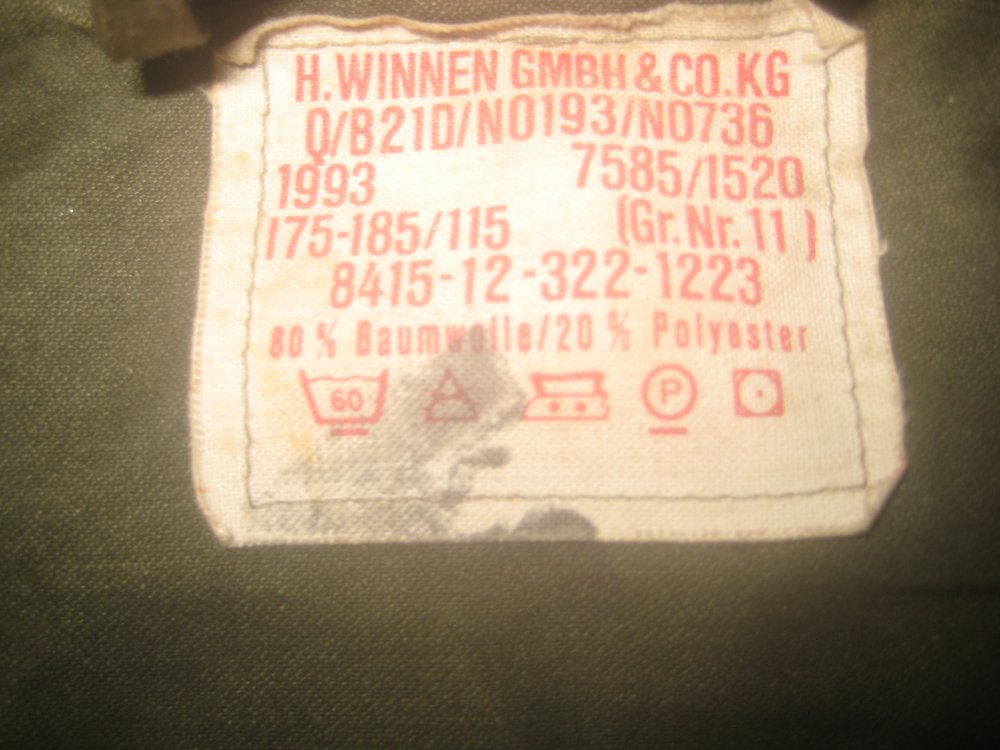 H.WINNEN GMBH & CO.KG
Q/B21D/N0193/N0736
1993 7585/1520
175-185/115 (Gr.Nr.11)
8415-12-322-1223
80 % Baumwolle/20 % Polyester
60 P